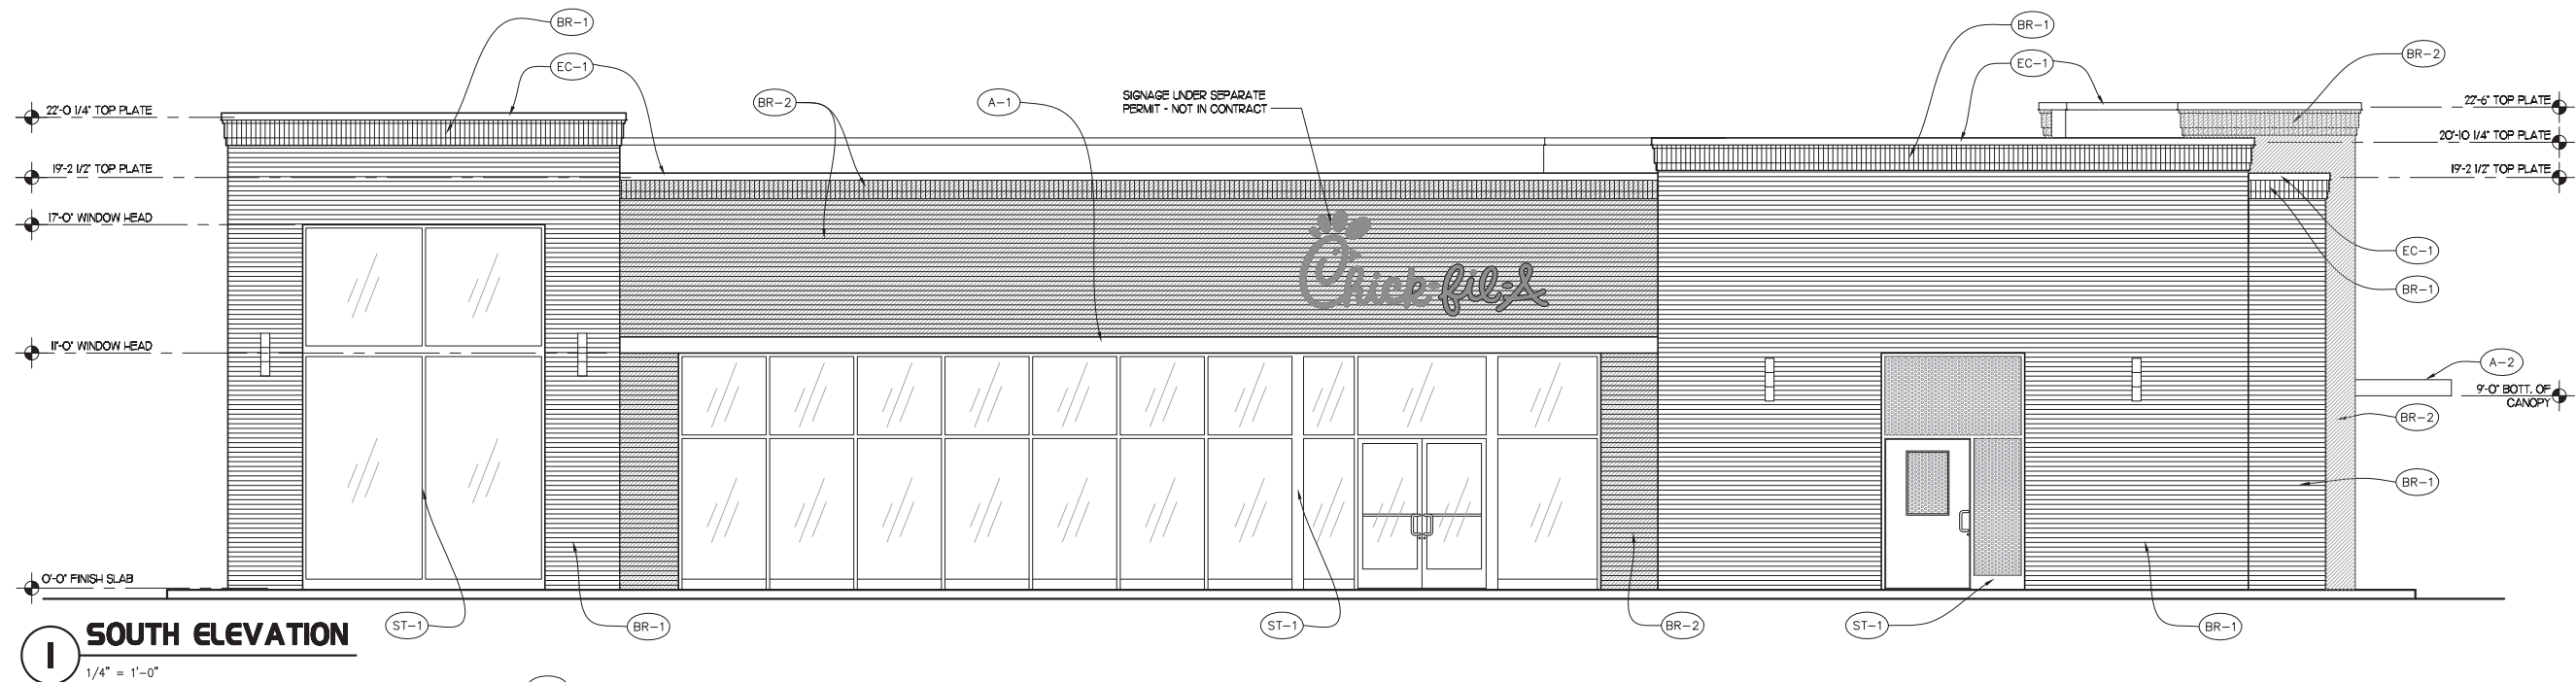 BR-1
BR-1
EC-1
EC-1
BR-2
BR-2
A-1
SIGNAGE UNDER SEPARATE
PERMIT - NOT IN CONTRACT
22'-0 1/4" TOP PLATE
22'-6" TOP PLATE
20'-10 1/4" TOP PLATE
19'-2 1/2" TOP PLATE
19'-2 1/2" TOP PLATE
17'-0" WINDOW HEAD
Chick-fil-A
EC-1
BR-1
11'-0" WINDOW HEAD
A-2
9'-0" BOTT. OF
CANOPY
BR-2
BR-1
0'-0" FINISH SLAB
ST-1
BR-1
ST-1
BR-2
ST-1
BR-1
1
SOUTH ELEVATION
1/4" = 1'-0"